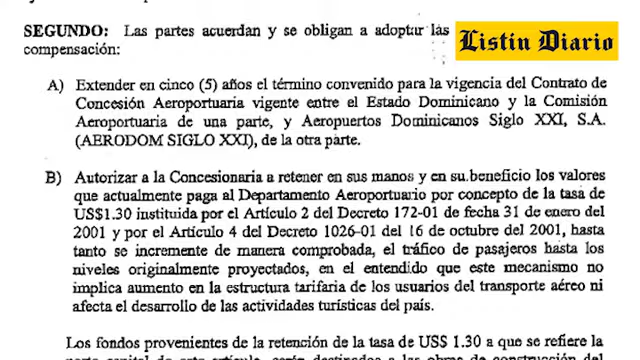 SEGUNDO: Las partes acuerdan y se obligan a adoptar las
compensación:
Listín Diario
A) Extender en cinco (5) años el término convenido para la vigencia del Contrato de
Concesión Aeroportuaria vigente entre el Estado Dominicano y la Comisión
Aeroportuaria de una parte, y Aeropuertos Dominicanos Siglo XXI, S.A.
(AERODOM SIGLO XXI), de la otra parte.
B) Autorizar a la Concesionaria a retener en sus manos y en su beneficio los valores
que actualmente paga al Departamento Aeroportuario por concepto de la tasa de
US$1.30 instituida por el Artículo 2 del Decreto 172-01 de fecha 31 de enero del
2001 y por el Artículo 4 del Decreto 1026-01 del 16 de octubre del 2001, hasta
tanto se incremente de manera comprobada, el tráfico de pasajeros hasta los
niveles originalmente proyectados, en el entendido que este mecanismo no
implica aumento en la estructura tarifaria de los usuarios del transporte aéreo ni
afecta el desarrollo de las actividades turísticas del país.
Los fondos provenientes de la retención de la tasa de US$ 1.30 a que se refiere la